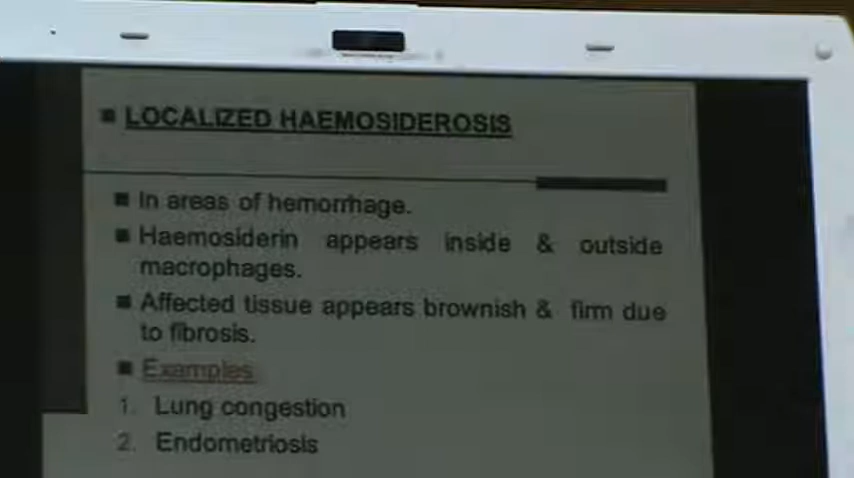 LOCALIZED HAEMOSIDEROSIS
In areas of hemorrhage.
Haemosiderin appears inside & outside
macrophages.
Affected tissue appears brownish & firm due
to fibrosis.
Examples
1. Lung congestion
2. Endometriosis